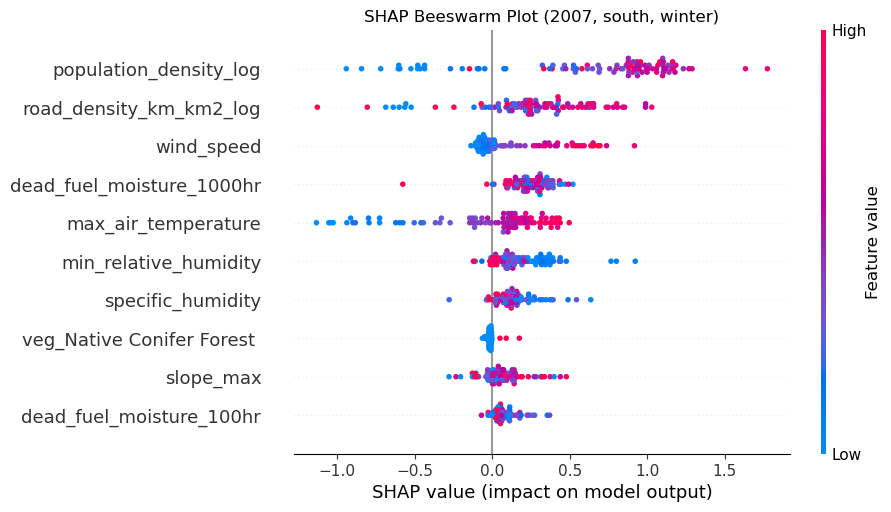 SHAP Beeswarm Plot (2007, south, winter)
population_density_log
road_density_km_km2_log
wind_speed
dead_fuel_moisture_1000hr
max_air_temperature
min_relative_humidity
specific_humidity
veg_Native Conifer Forest
slope_max
dead_fuel_moisture_100hr
−1.0 −0.5 0.0 0.5 1.0 1.5
SHAP value (impact on model output)
High
Feature value
Low